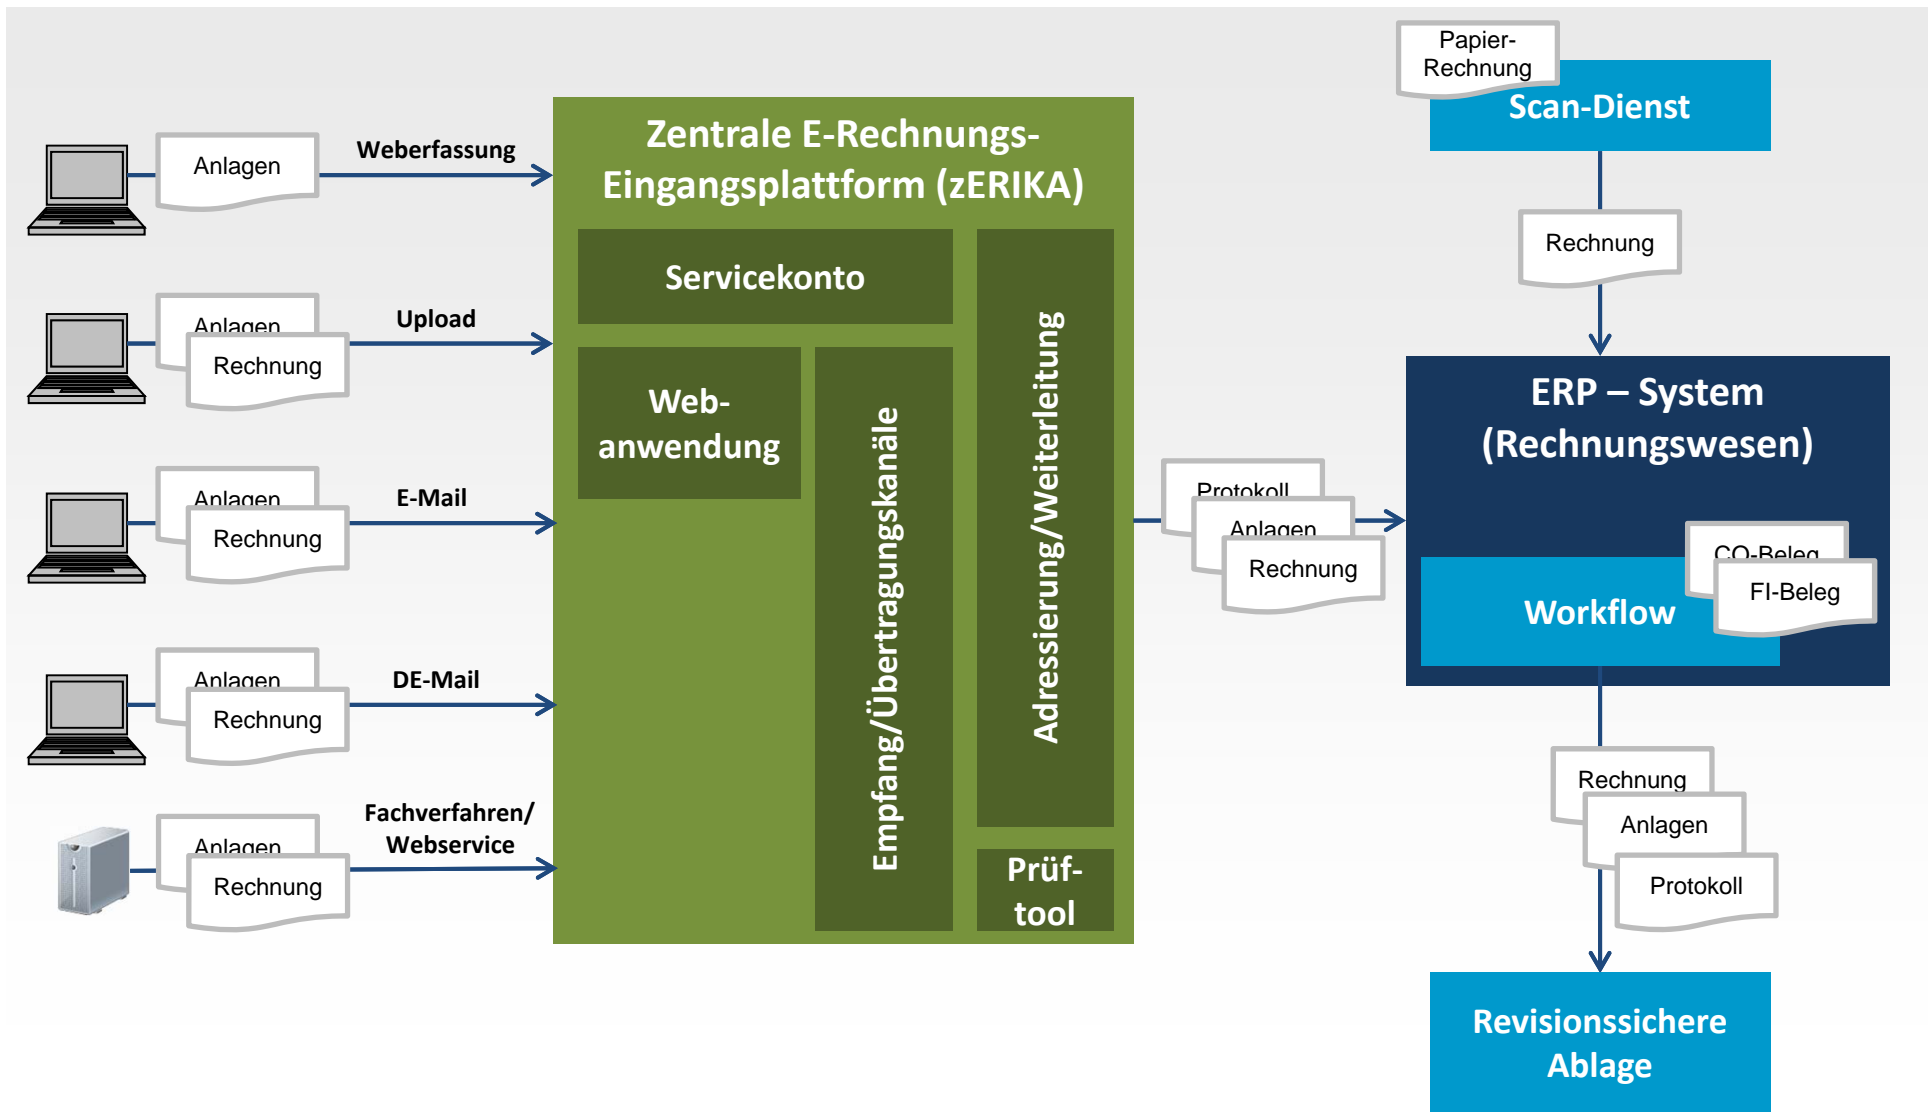 Papier-
Rechnung
Scan-Dienst
Rechnung
Anlagen
Weberfassung
Anlagen
Rechnung
Upload
Anlagen
Rechnung
E-Mail
Anlagen
Rechnung
DE-Mail
Anlagen
Rechnung
Fachverfahren/
Webservice
Zentrale E-Rechnungs-
Eingangsplattform (zERIKA)
Servicekonto
Web-
anwendung
Empfang/Übertragungskanäle
Adressierung/Weiterleitung
Prüf-
tool
Protokoll
Anlagen
Rechnung
ERP – System
(Rechnungswesen)
CO-Beleg
FI-Beleg
Workflow
Rechnung
Anlagen
Protokoll
Revisionssichere
Ablage